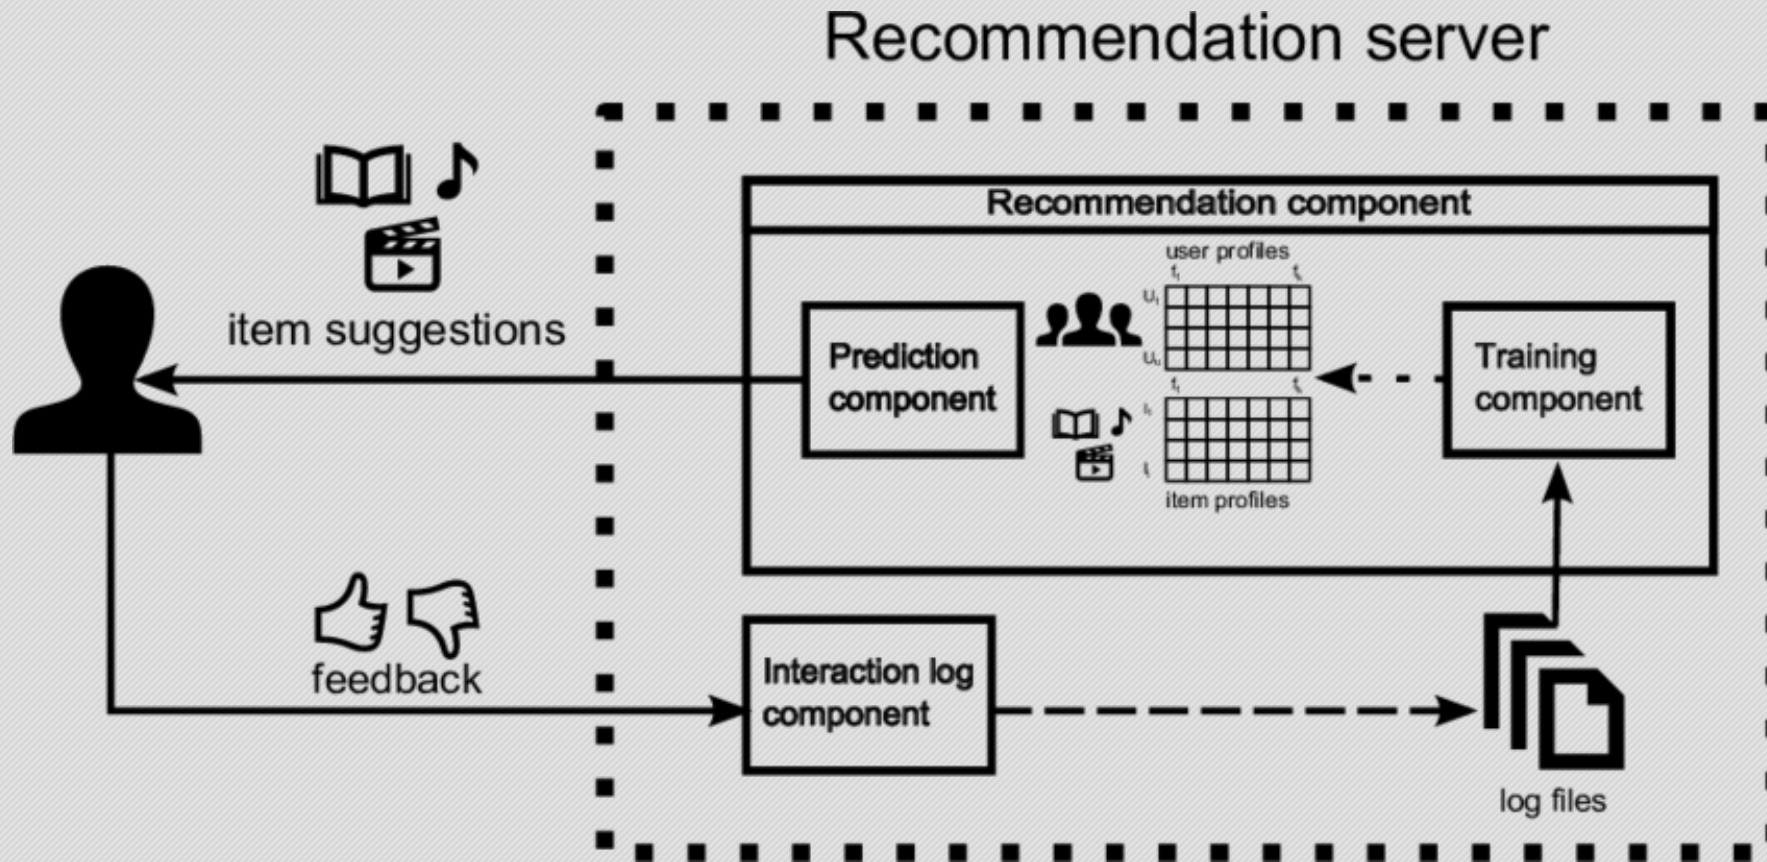 Recommendation server
Recommendation component
user profiles
item suggestions
Prediction
component
Training
component
item profiles
feedback
Interaction log
component
log files